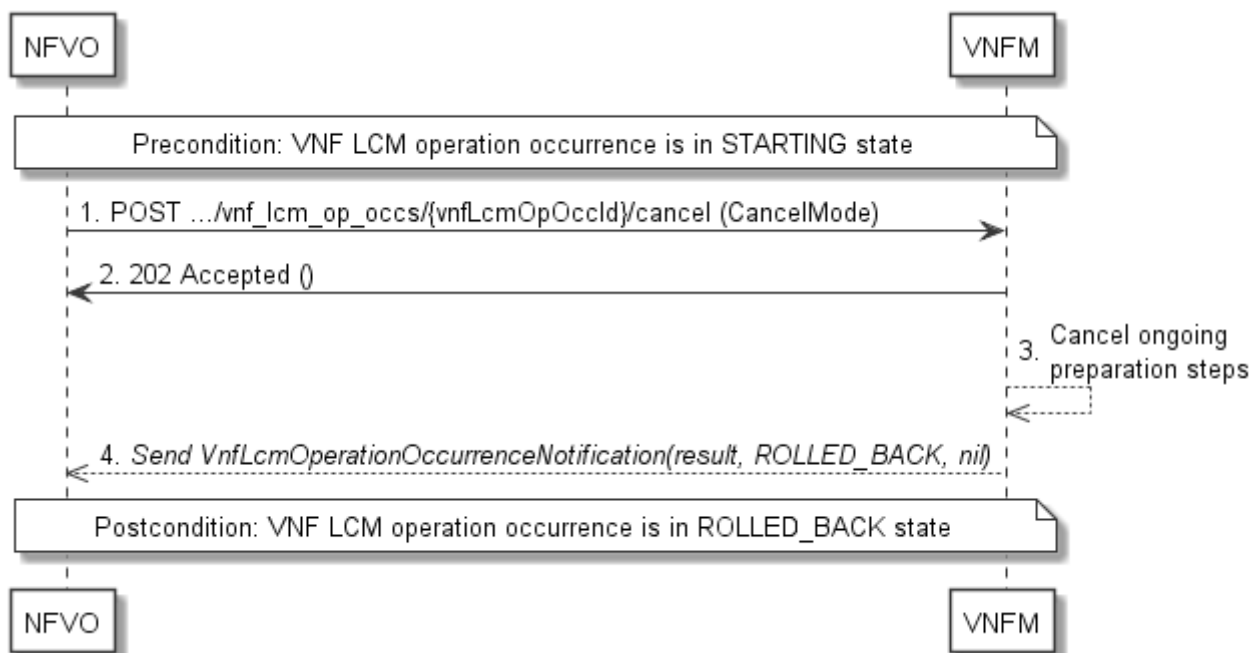 NFVO VNFM
Precondition: VNF LCM operation occurrence is in STARTING state
1. POST .../vnf_lcm_op_occs/{vnfLcmOpOccId}/cancel (CancelMode)
2. 202 Accepted ()
3. Cancel ongoing
preparation steps
4. Send VnfLcmOperationOccurrenceNotification(result, ROLLED_BACK, nil)
Postcondition: VNF LCM operation occurrence is in ROLLED_BACK state
NFVO VNFM